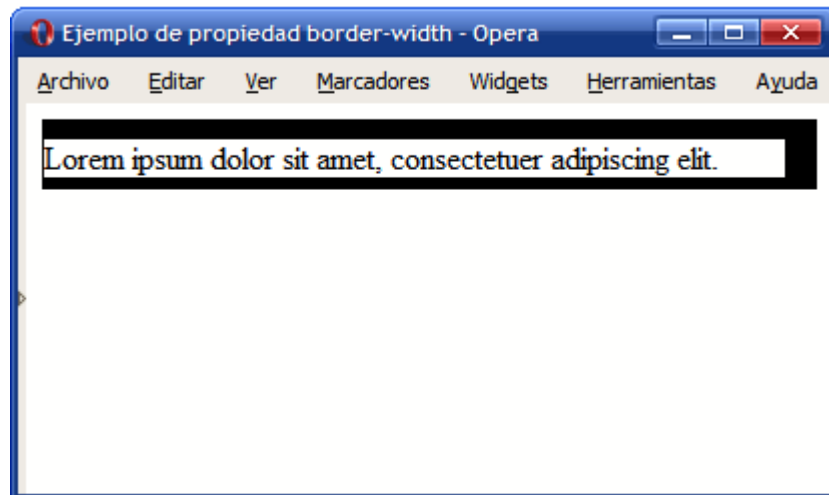 Ejemplo de propiedad border-width - Opera
Archivo Editar Ver Marcadores Widgets Herramientas Ayuda
Lorem ipsum dolor sit amet, consectetuer adipiscing elit.